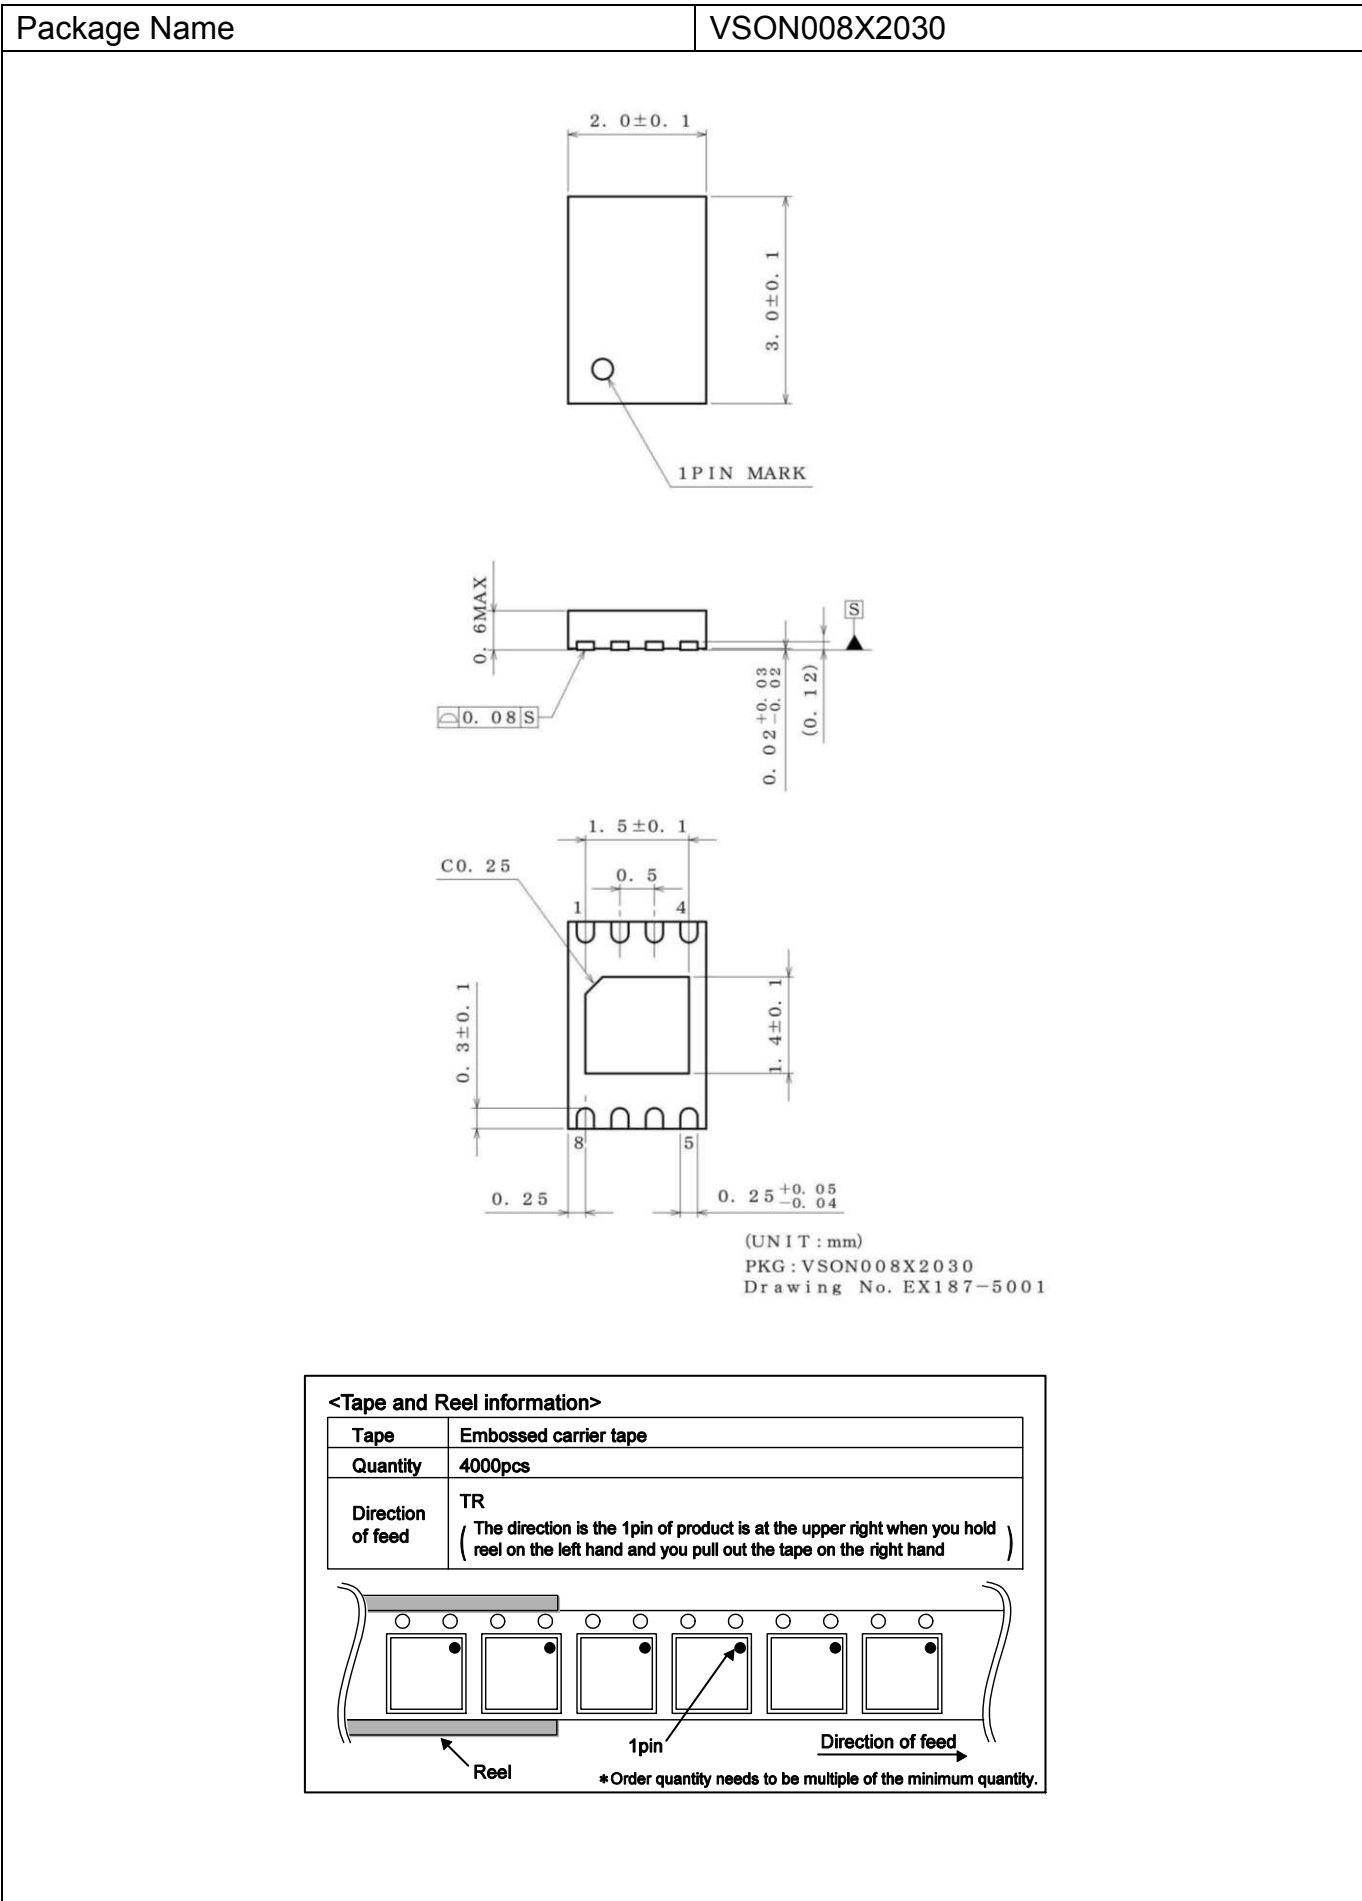 Package Name VSON008X2030
2. 0±0. 1
3. 0±0. 1
1PIN MARK
0. 6MAX
S
⌓0. 08 S
0. 02 +0. 03 −0. 02
(0. 12)
1. 5±0. 1
C0. 25
0. 5
1 4
0. 3±0. 1
1. 4±0. 1
8 5
0. 25
0. 25 +0. 05 −0. 04
(UNIT : mm)
PKG : VSON008X2030
Drawing No. EX187−5001
<Tape and Reel information>
Tape Embossed carrier tape
Quantity 4000pcs
Direction of feed TR
( The direction is the 1pin of product is at the upper right when you hold
reel on the left hand and you pull out the tape on the right hand )
1pin
Direction of feed
Reel
*Order quantity needs to be multiple of the minimum quantity.